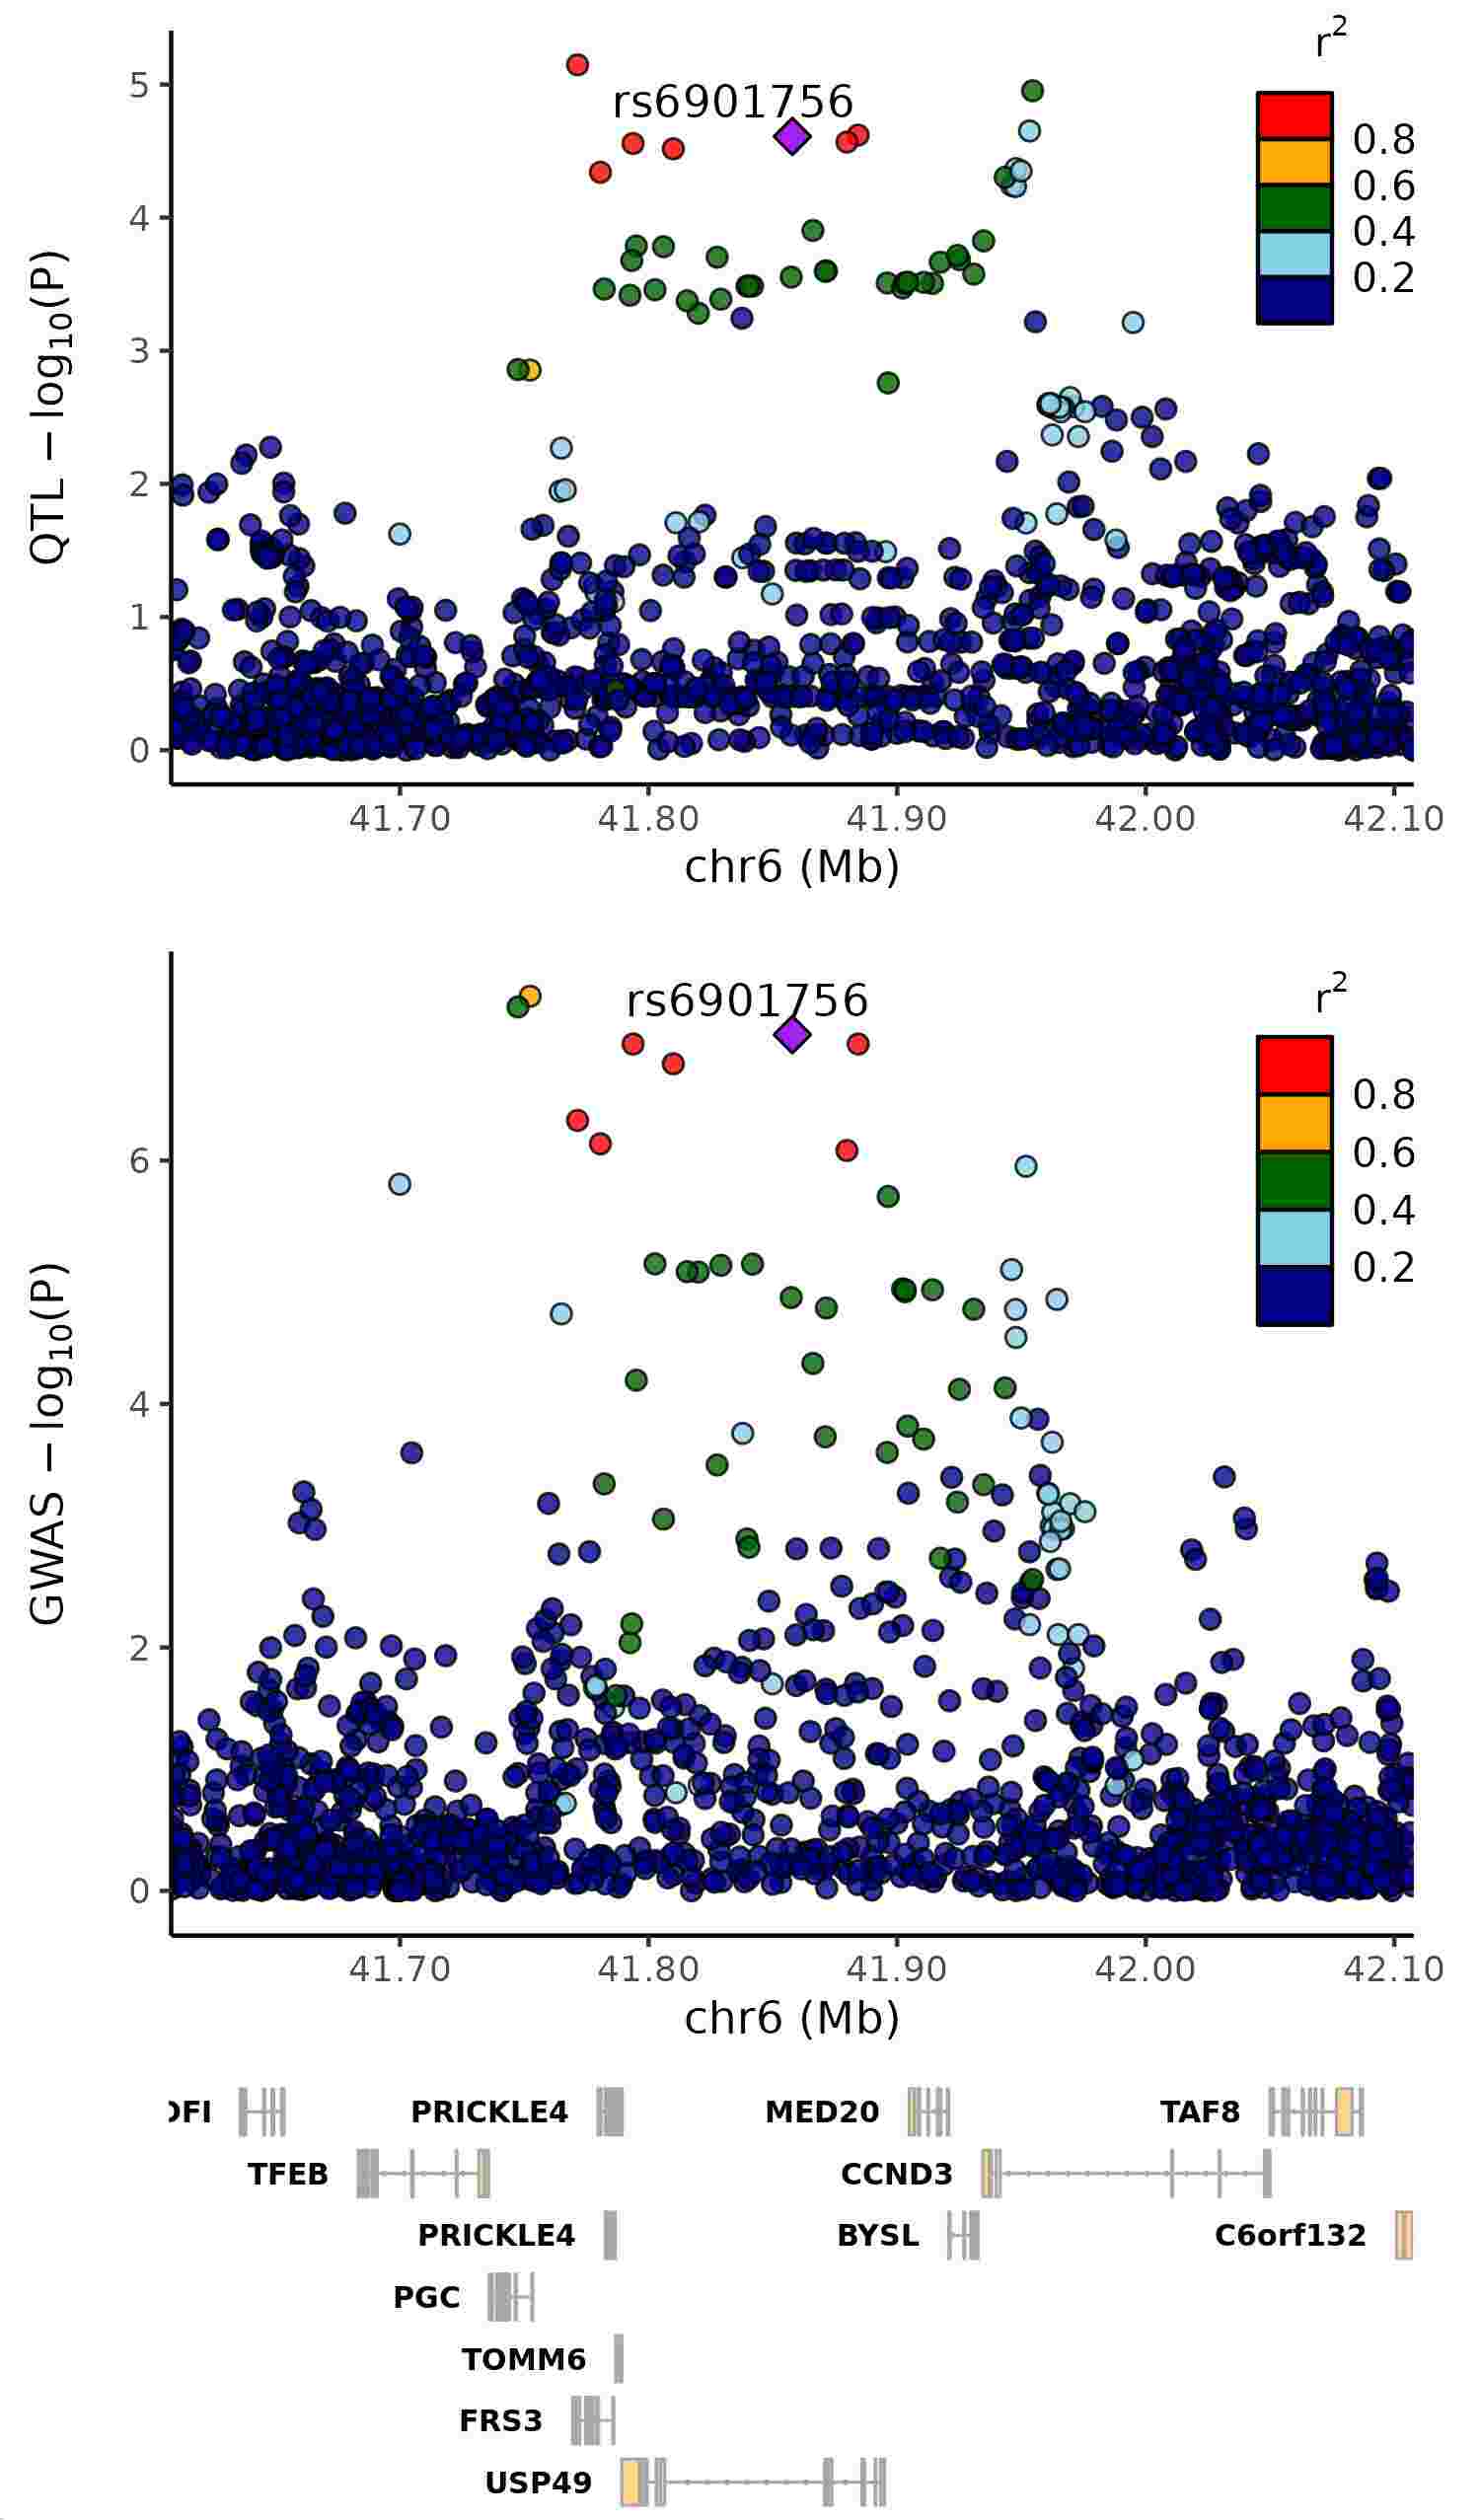 r²
5
rs6901756
0.8
0.6
4
0.4
0.2
3
2
1
0
QTL −log₁₀(P)
41.70 41.80 41.90 42.00 42.10
chr6 (Mb)
r²
rs6901756
0.8
6
0.6
0.4
0.2
4
2
0
GWAS −log₁₀(P)
41.70 41.80 41.90 42.00 42.10
chr6 (Mb)
PRICKLE4 MED20 TAF8
TFEB CCND3
PRICKLE4 BYSL C6orf132
PGC
TOMM6
FRS3
USP49